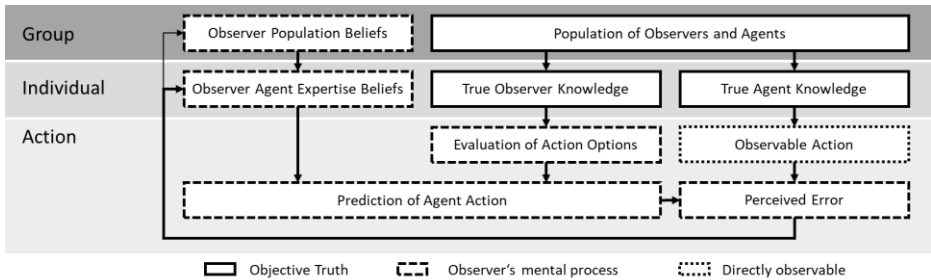 Group
Observer Population Beliefs
Population of Observers and Agents
Individual
Observer Agent Expertise Beliefs
True Observer Knowledge
True Agent Knowledge
Action
Evaluation of Action Options
Observable Action
Prediction of Agent Action
Perceived Error
Objective Truth
Observer's mental process
Directly observable